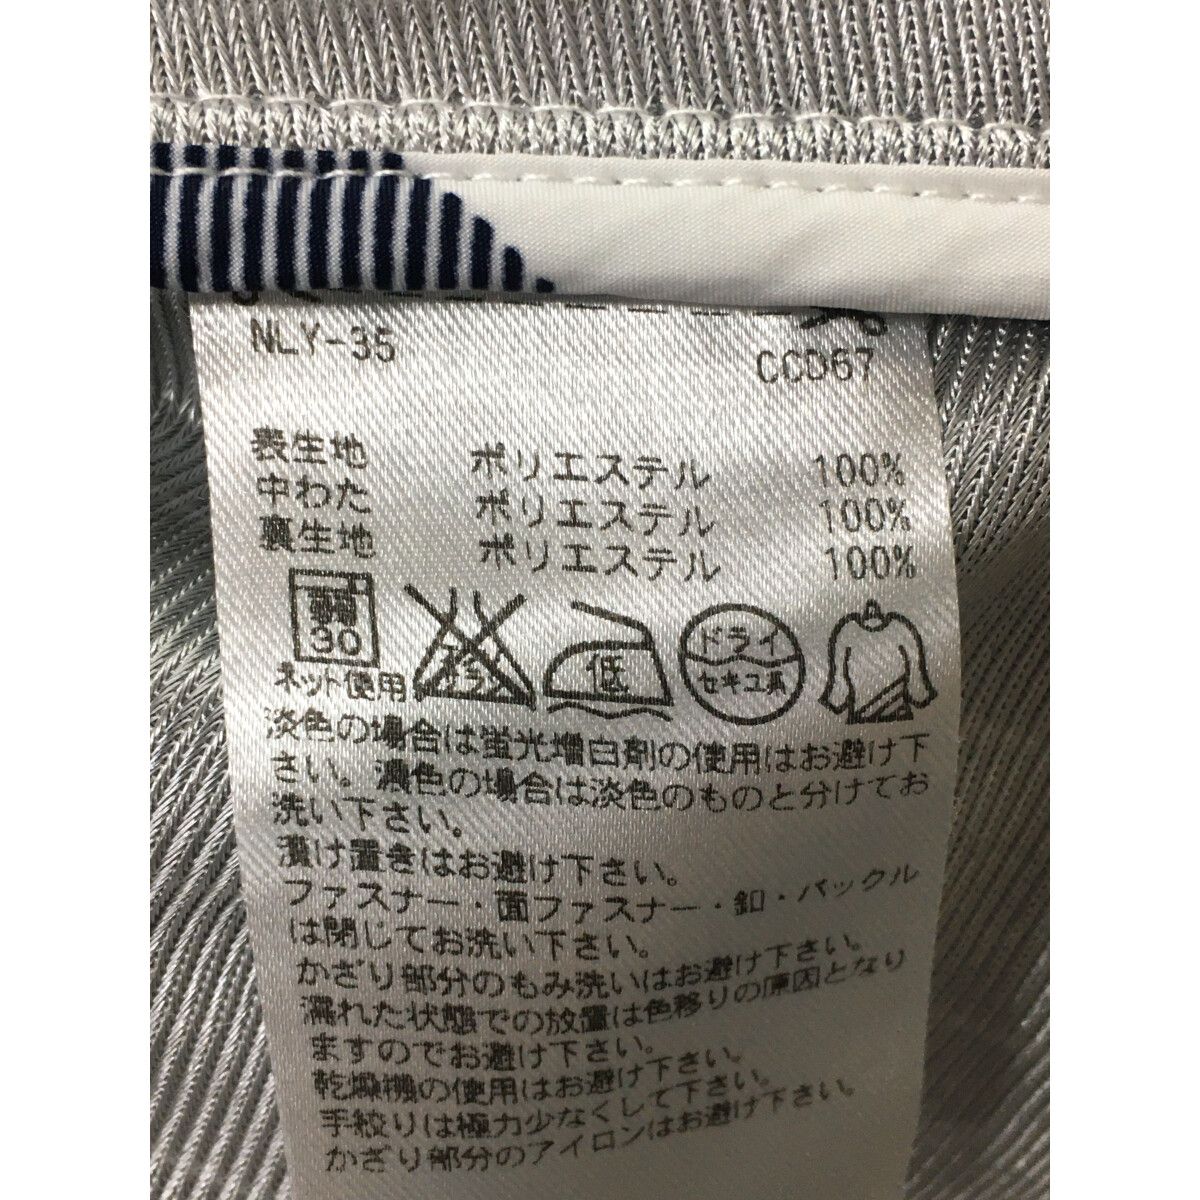 NLY-35 CCD67
表生地 ポリエステル 100%
中わた ポリエステル 100%
裏生地 ポリエステル 100%
弱 30 エンソ サラシ 低 ドライ セキユ系
ネット使用
淡色の場合は蛍光増白剤の使用はお避け下
さい。濃色の場合は淡色のものと分けてお
洗い下さい。
漬け置きはお避け下さい。
ファスナー・面ファスナー・釦・バックル
は閉じてお洗い下さい。
かざり部分のもみ洗いはお避け下さい。
濡れた状態での放置は色移りの原因となり
ますのでお避け下さい。
乾燥機の使用はお避け下さい。
手絞りは極力少なくして下さい。
かざり部分のアイロンはお避け下さい。